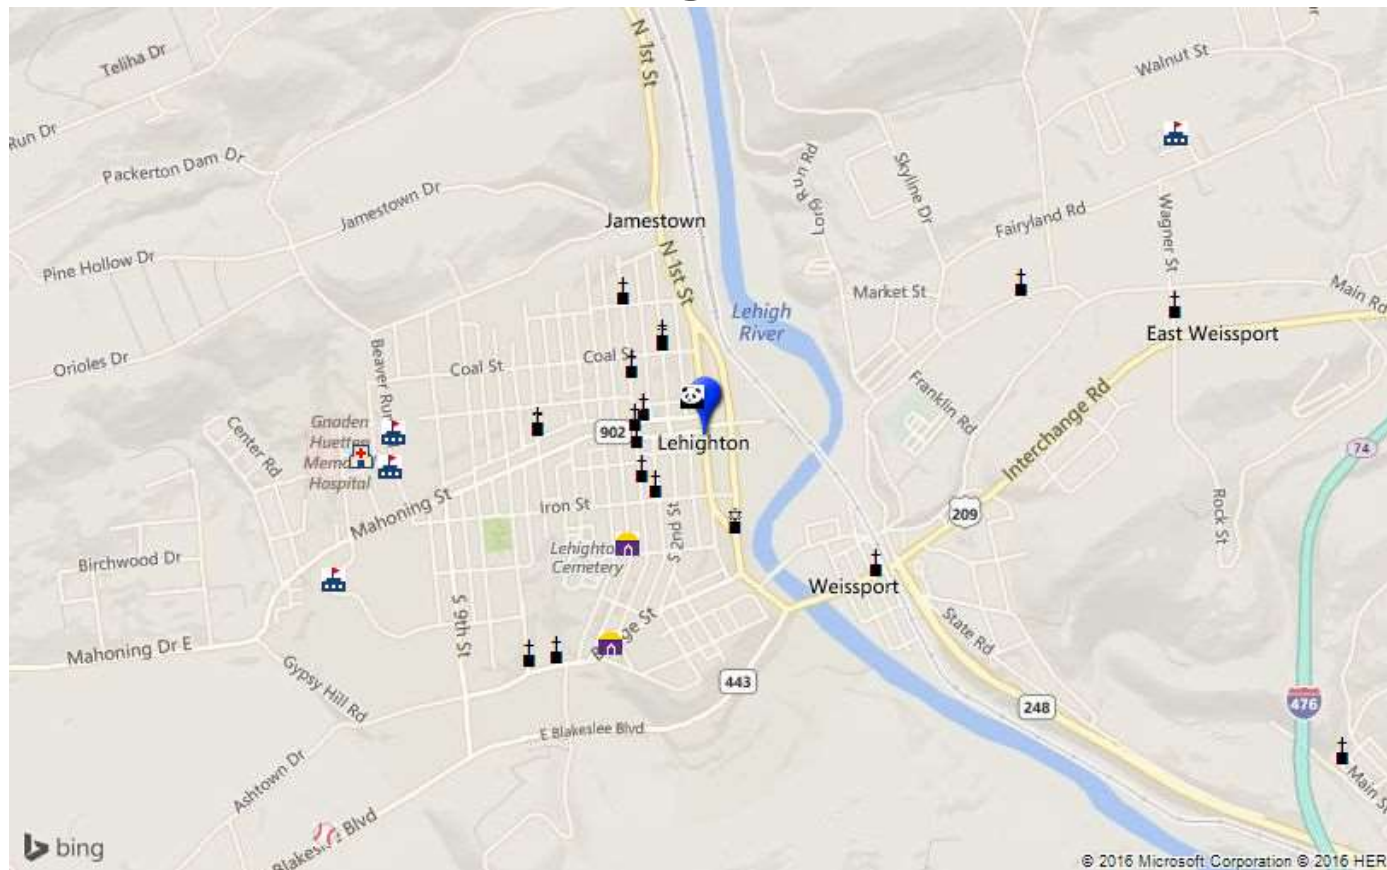 N 1st St
Teliha Dr
Walnut St
Run Dr
Packerton Dam Dr
Long Run Rd
Skyline Dr
Jamestown Dr
Jamestown
Fairyland Rd
Wagner St
Pine Hollow Dr
N 1st St
Market St
Main Rd
Lehigh
River
East Weissport
Orioles Dr
Beaver Run
Coal St
Coal St
Franklin Rd
Interchange Rd
Center Rd
Gnaden
Huetten
Hospital
902
Lehighton
74
Mahoning St
Iron St
S 2nd St
209
Rock St
Birchwood Dr
Cemetery
Weissport
S 9th St
State Rd
Mahoning Dr E
Gypsy Hill Rd
443
248
476
E Blakeslee Blvd
Ashtown Dr
Main St
Blvd
bing
© 2016 Microsoft Corporation © 2016 HER